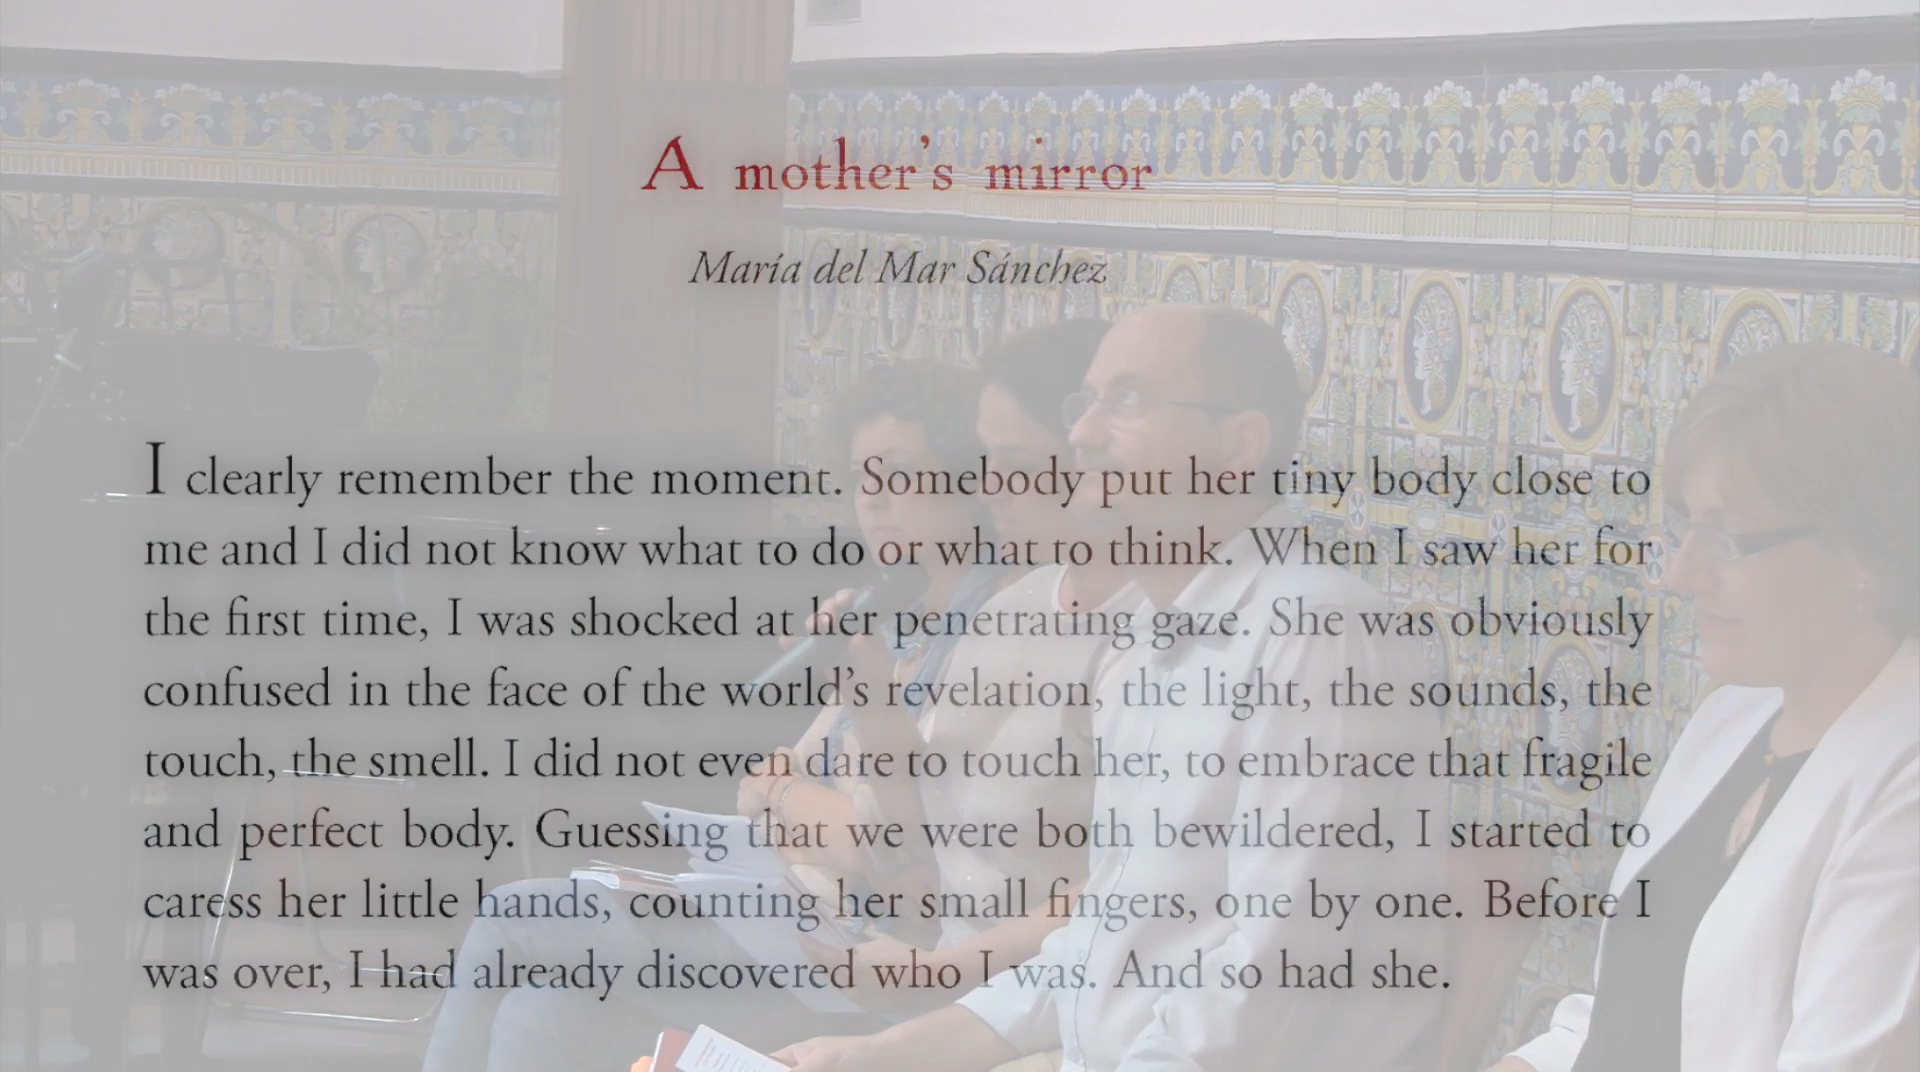 A mother's mirror
María del Mar Sánchez
I clearly remember the moment. Somebody put her tiny body close to
me and I did not know what to do or what to think. When I saw her for
the first time, I was shocked at her penetrating gaze. She was obviously
confused in the face of the world's revelation, the light, the sounds, the
touch, the smell. I did not even dare to touch her, to embrace that fragile
and perfect body. Guessing that we were both bewildered, I started to
caress her little hands, counting her small fingers, one by one. Before I
was over, I had already discovered who I was. And so had she.